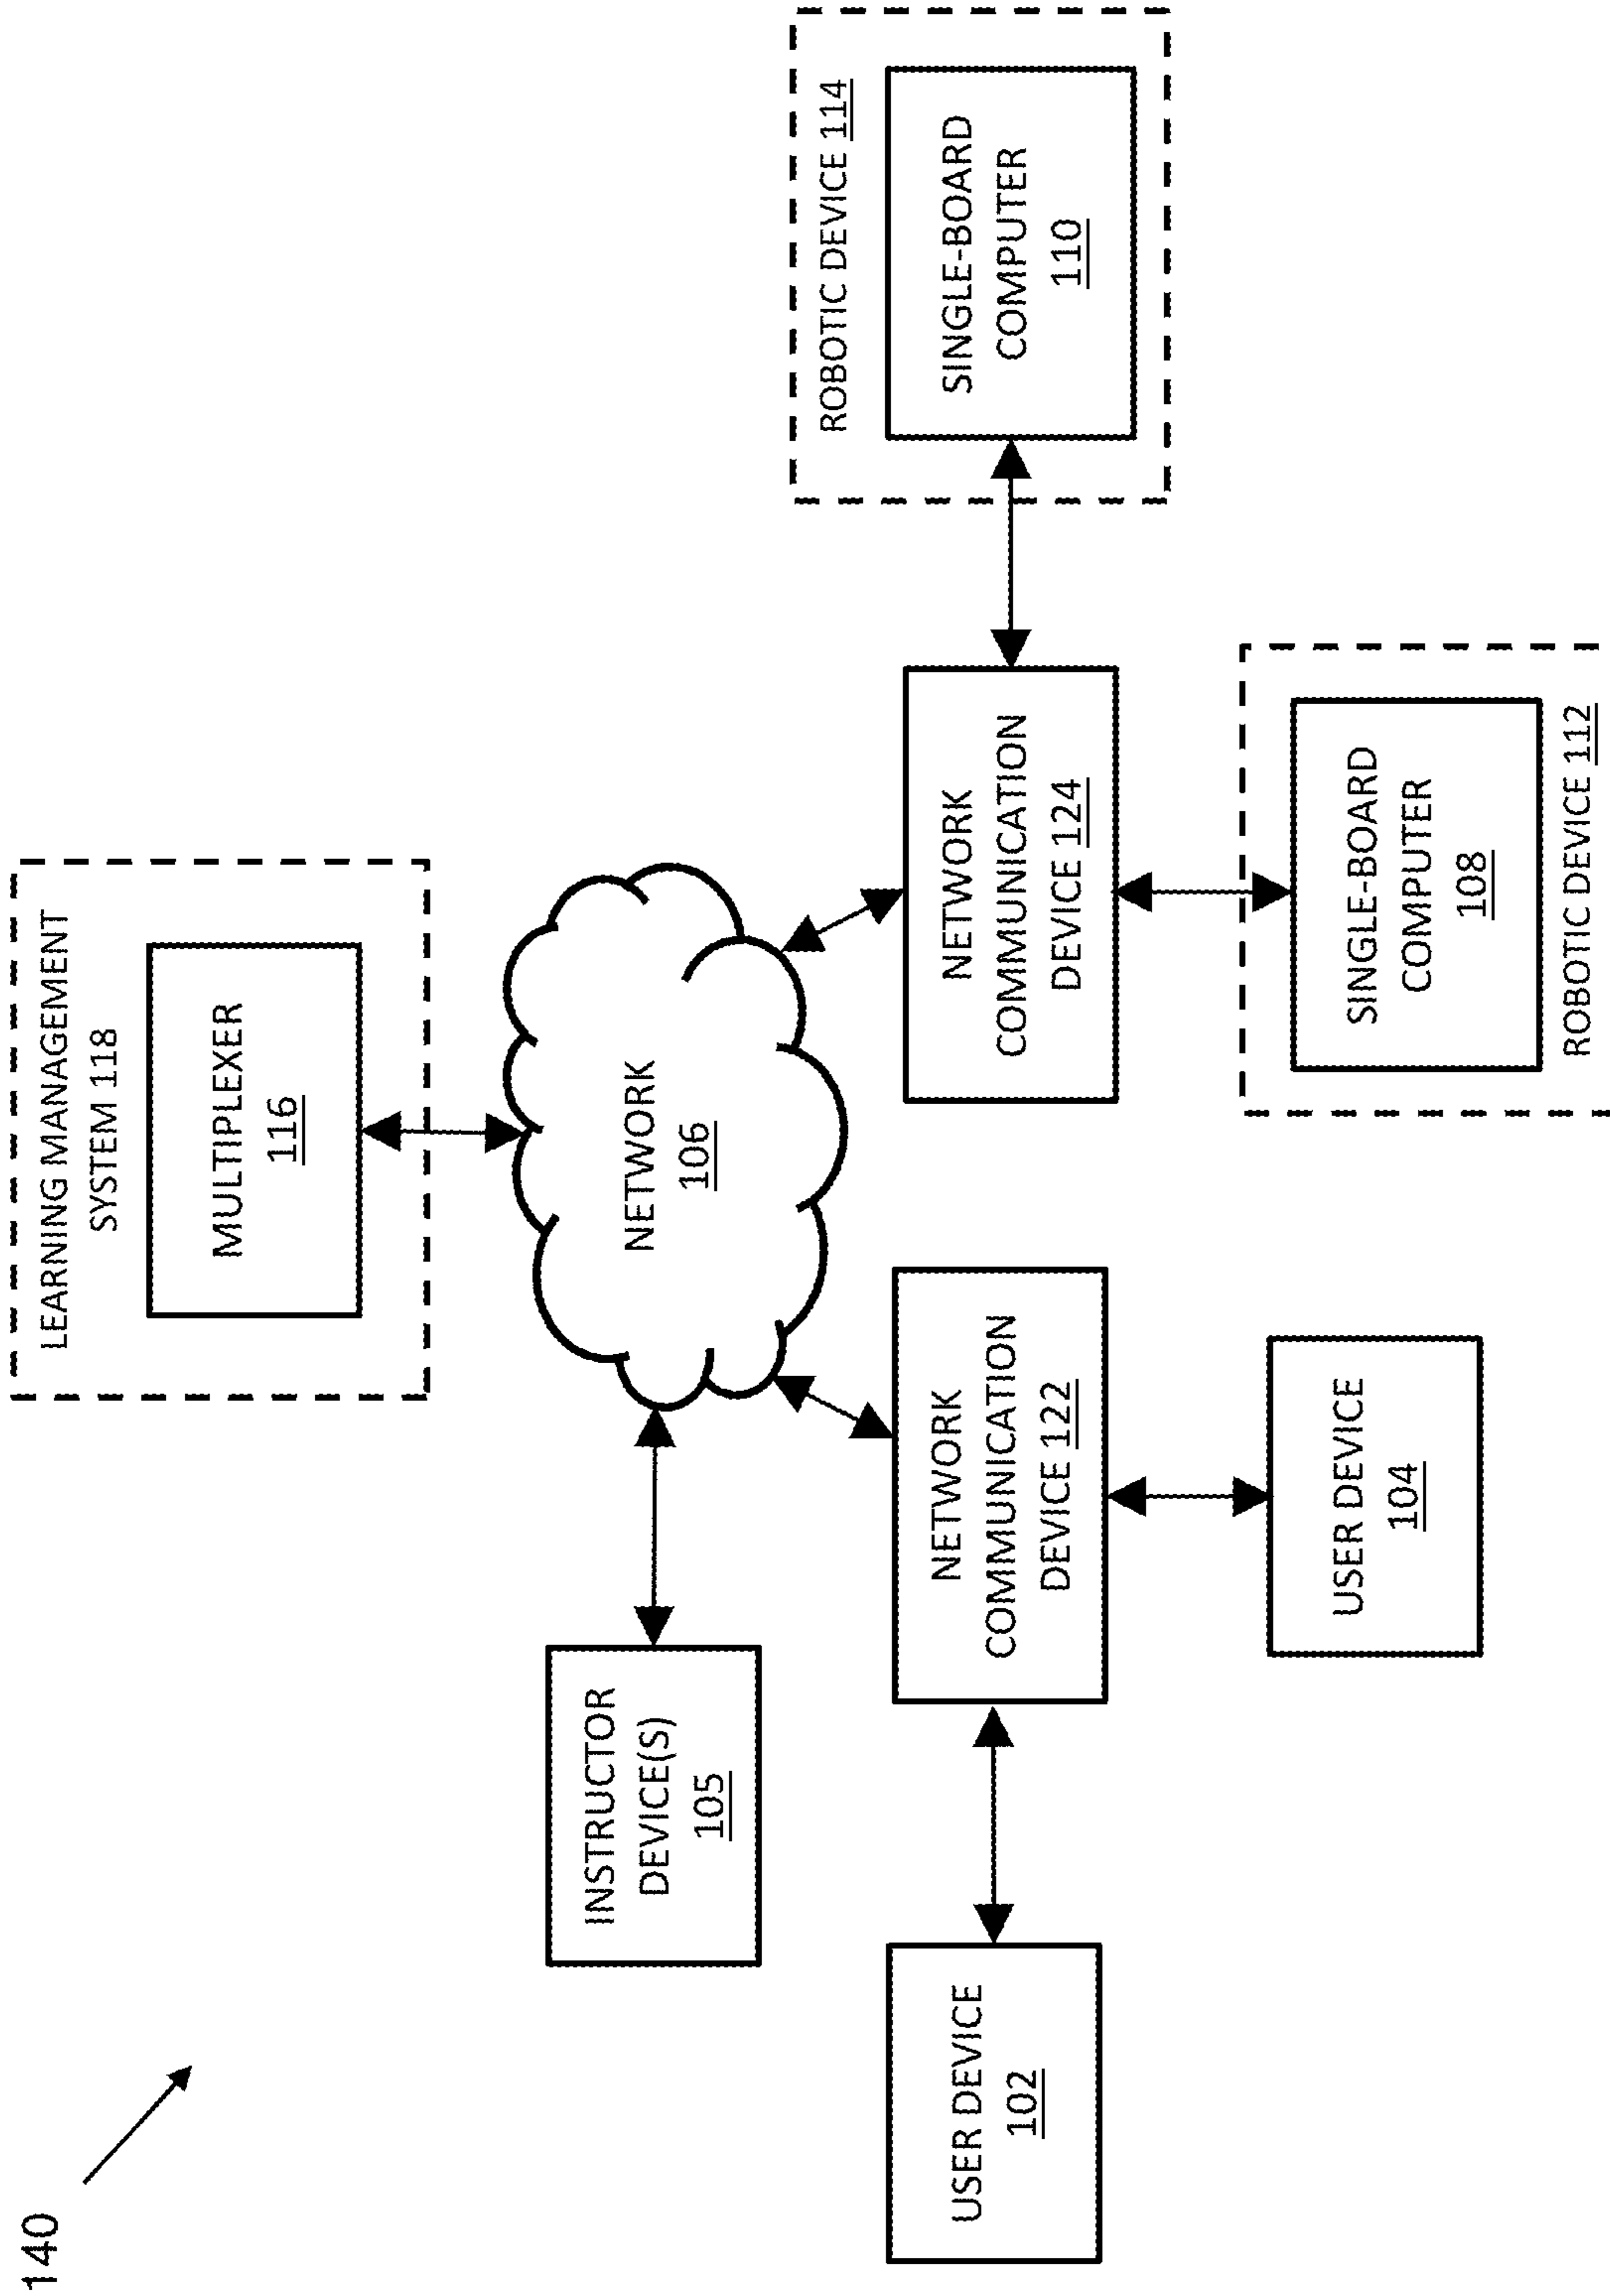 140
LEARNING MANAGEMENT
SYSTEM 118
MULTIPLEXER
116
INSTRUCTOR
DEVICE(S)
105
NETWORK
106
ROBOTIC DEVICE 114
SINGLE-BOARD
COMPUTER
110
USER DEVICE
102
NETWORK
COMMUNICATION
DEVICE 122
NETWORK
COMMUNICATION
DEVICE 124
USER DEVICE
104
SINGLE-BOARD
COMPUTER
108
ROBOTIC DEVICE 112